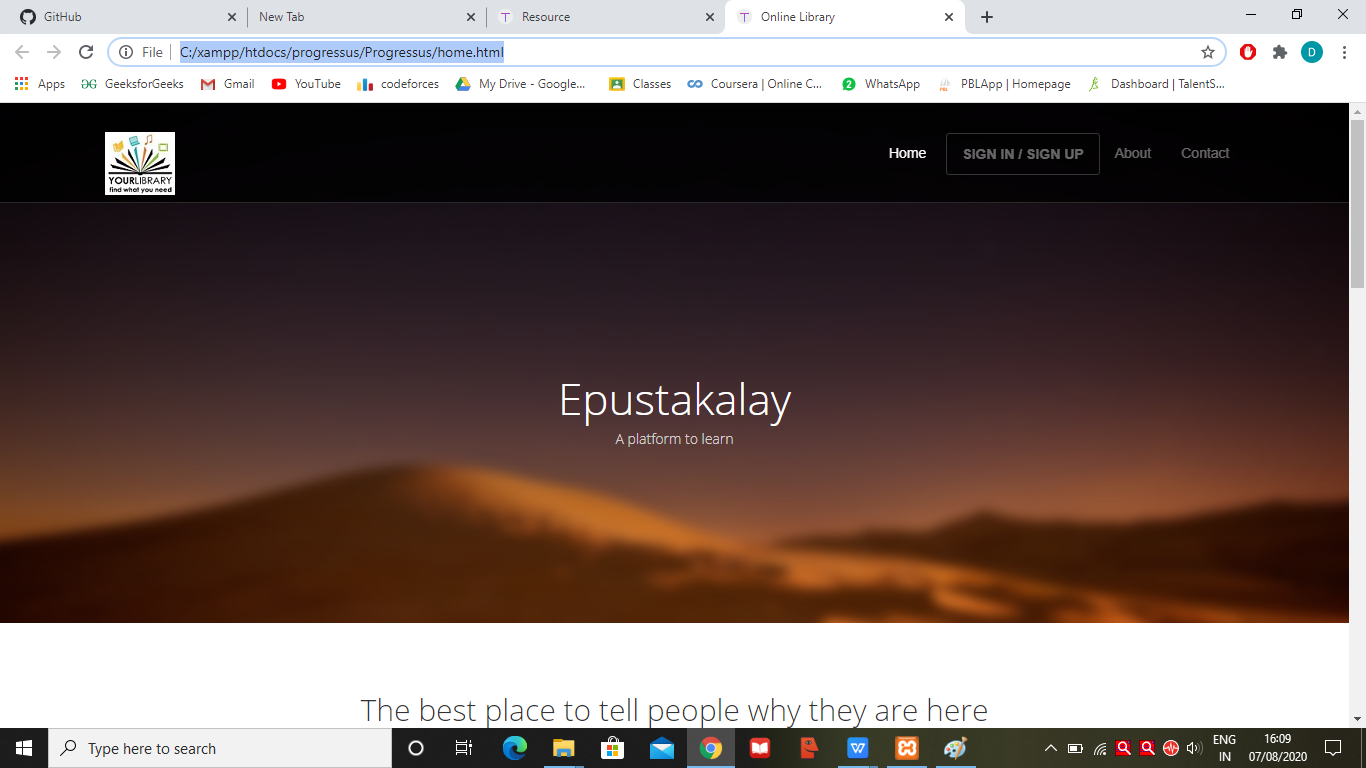 GitHub
New Tab
Resource
Online Library
File
C:/xampp/htdocs/progressus/Progressus/home.html
D
Apps
GeeksforGeeks
Gmail
YouTube
codeforces
My Drive - Google...
Classes
Coursera | Online C...
2
WhatsApp
PBLApp | Homepage
Dashboard | TalentS...
YOURLIBRARY
find what you need
Home
SIGN IN / SIGN UP
About
Contact
Epustakalay
A platform to learn
The best place to tell people why they are here
Type here to search
ENG
IN
16:09
07/08/2020